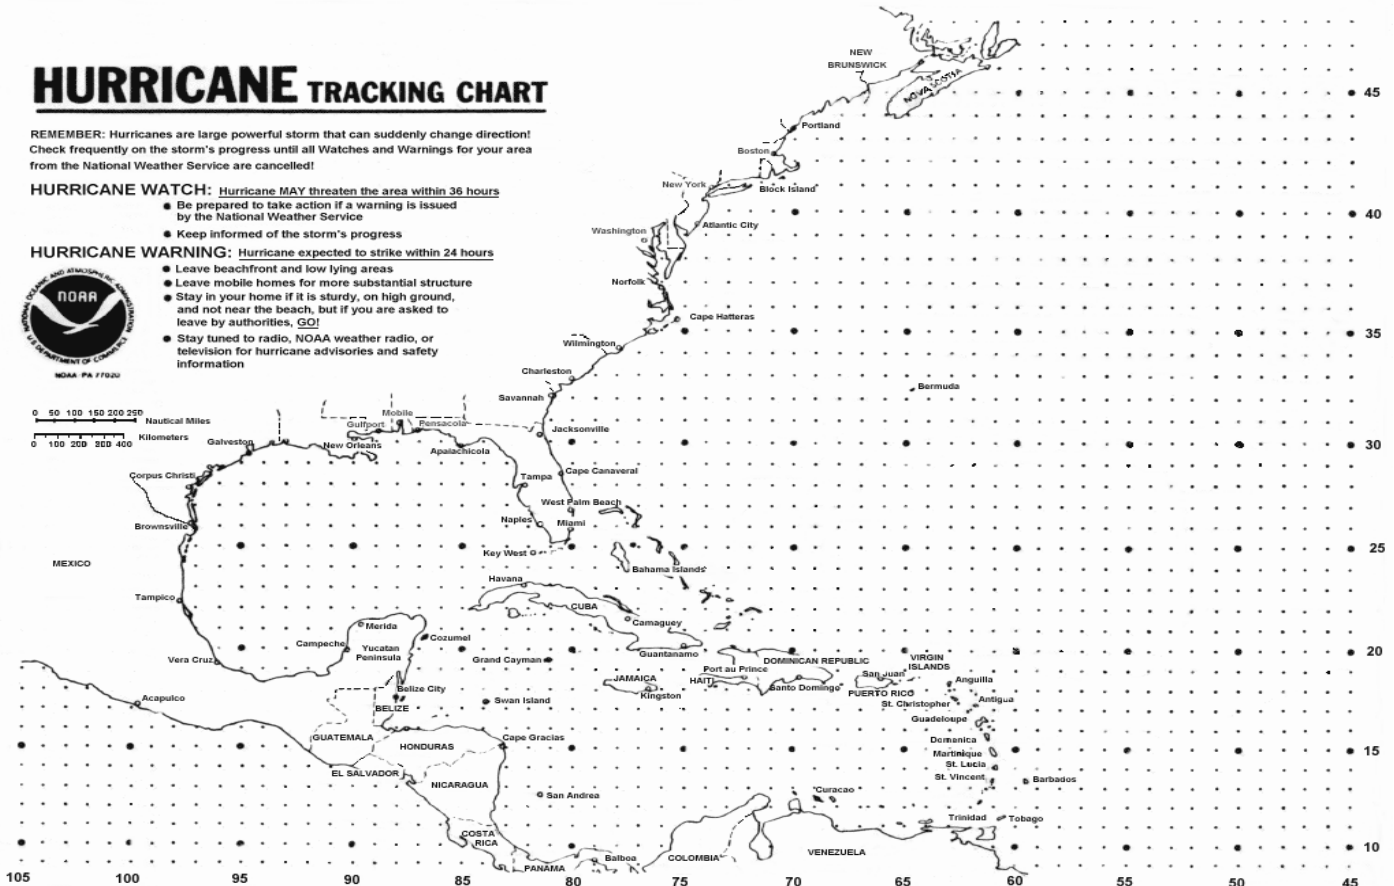 HURRICANE TRACKING CHART
REMEMBER: Hurricanes are large powerful storm that can suddenly change direction!
Check frequently on the storm's progress until all Watches and Warnings for your area
from the National Weather Service are cancelled!
HURRICANE WATCH: Hurricane MAY threaten the area within 36 hours
Be prepared to take action if a warning is issued
by the National Weather Service
Keep informed of the storm's progress
HURRICANE WARNING: Hurricane expected to strike within 24 hours
Leave beachfront and low lying areas
Leave mobile homes for more substantial structure
Stay in your home if it is sturdy, on high ground,
and not near the beach, but if you are asked to
leave by authorities, GO!
Stay tuned to radio, NOAA weather radio, or
television for hurricane advisories and safety
information
NATIONAL OCEANIC AND ATMOSPHERIC ADMINISTRATION
NOAA
U.S. DEPARTMENT OF COMMERCE
NOAA PA 77020
0 50 100 150 200 250
Nautical Miles
Kilometers
0 100 200 300 400
NEW
BRUNSWICK
NOVA SCOTIA
45
Portland
Boston
New York
Block Island
40
Atlantic City
Washington
Norfolk
Cape Hatteras
35
Wilmington
Charleston
Bermuda
Savannah
Mobile
Gulfport
Pensacola
Jacksonville
Galveston
New Orleans
Apalachicola
30
Corpus Christi
Tampa
Cape Canaveral
West Palm Beach
Brownsville
Naples
Miami
Key West
25
MEXICO
Bahama Islands
Havana
Tampico
CUBA
Merida
Camaguey
Campeche
Cozumel
Yucatan
Peninsula
Guantanamo
20
Vera Cruz
Grand Cayman
DOMINICAN REPUBLIC
VIRGIN
ISLANDS
Port au Prince
JAMAICA
HAITI
San Juan
Anguilla
Belize City
Kingston
Santo Domingo
PUERTO RICO
Acapulco
Swan Island
St. Christopher
Antigua
BELIZE
Guadeloupe
GUATEMALA
HONDURAS
Cape Gracias
Domenica
Martinique
15
St. Lucia
EL SALVADOR
St. Vincent
Barbados
NICARAGUA
San Andrea
Curacao
Trinidad
Tobago
COSTA
RICA
10
PANAMA
Balboa
COLOMBIA
VENEZUELA
105 100 95 90 85 80 75 70 65 60 55 50 45